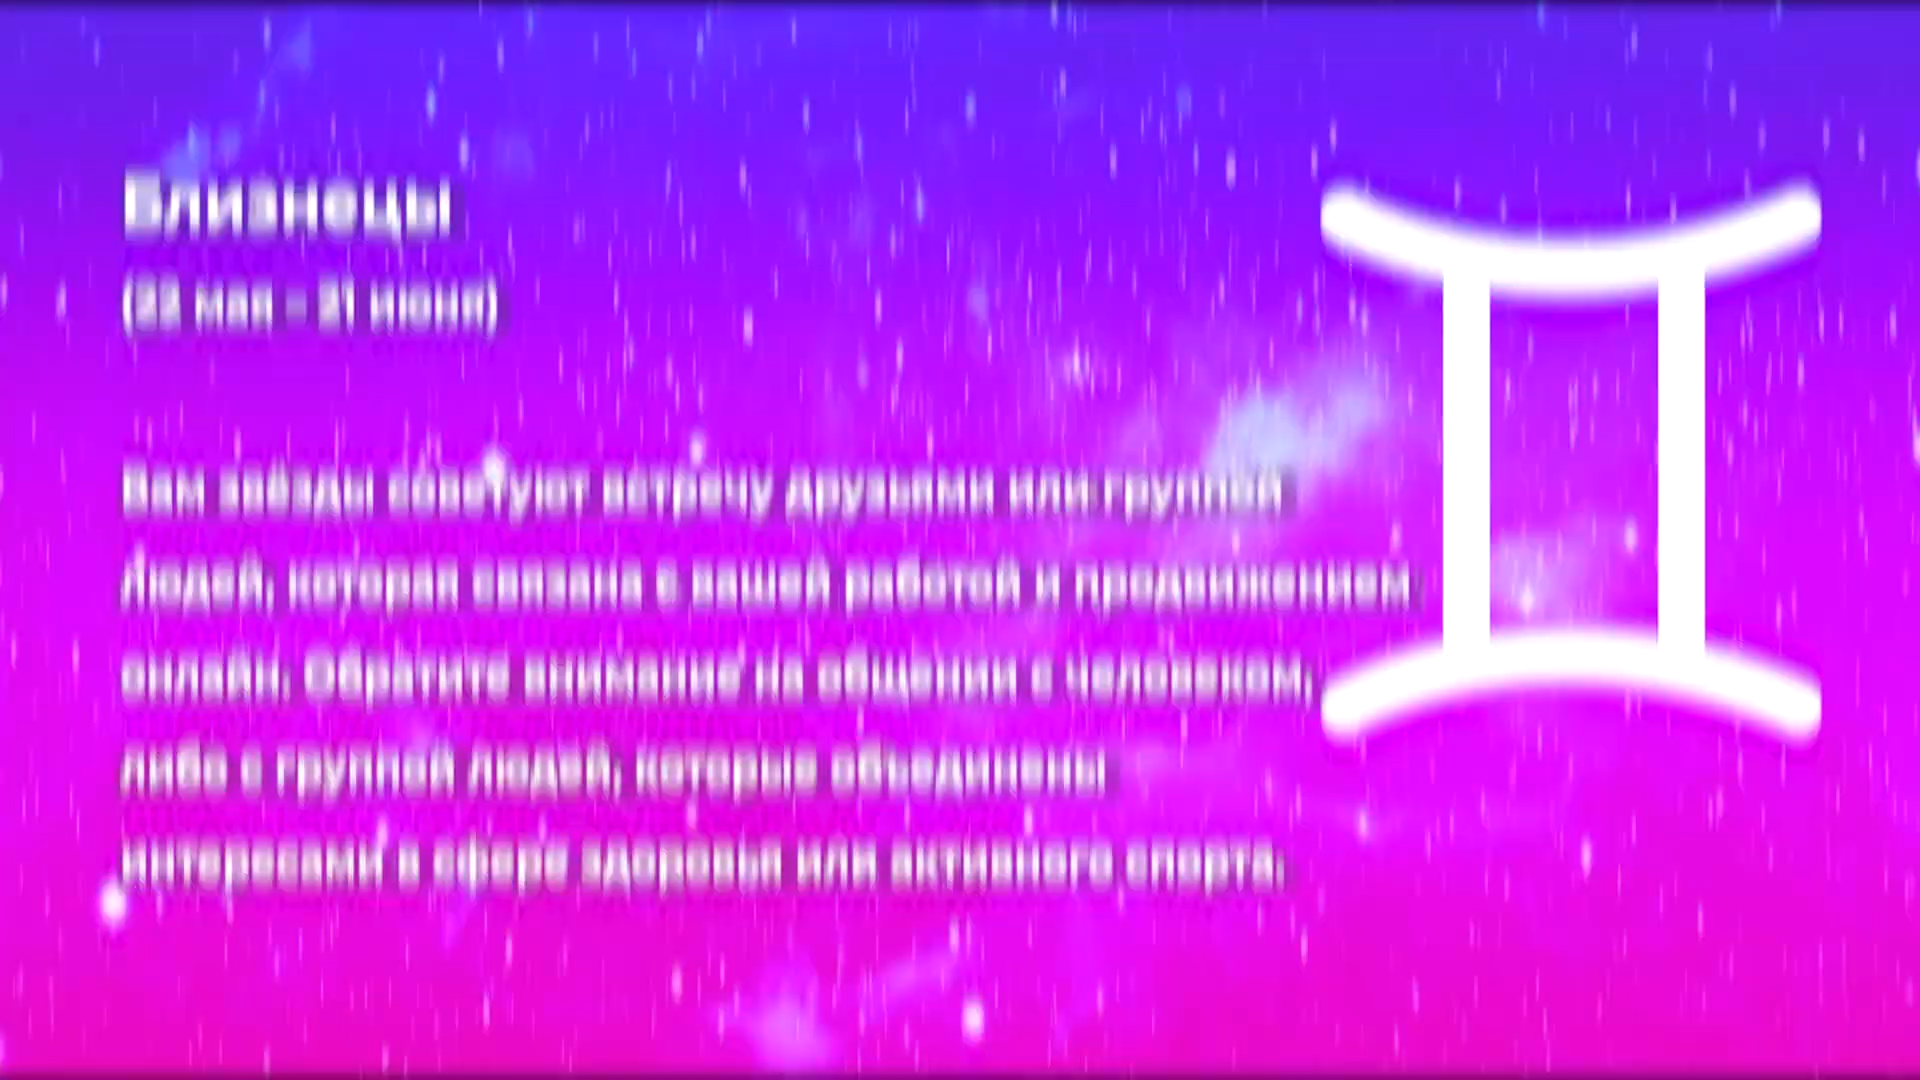 Близнецы
(22 мая - 21 июня)
Вам звёзды советуют встречу друзьями или группой
людей, которая связана с вашей работой и продвижением
онлайн. Обратите внимание на общении с человеком,
либо с группой людей, которые объединены
интересами в сфере здоровья или активного спорта.